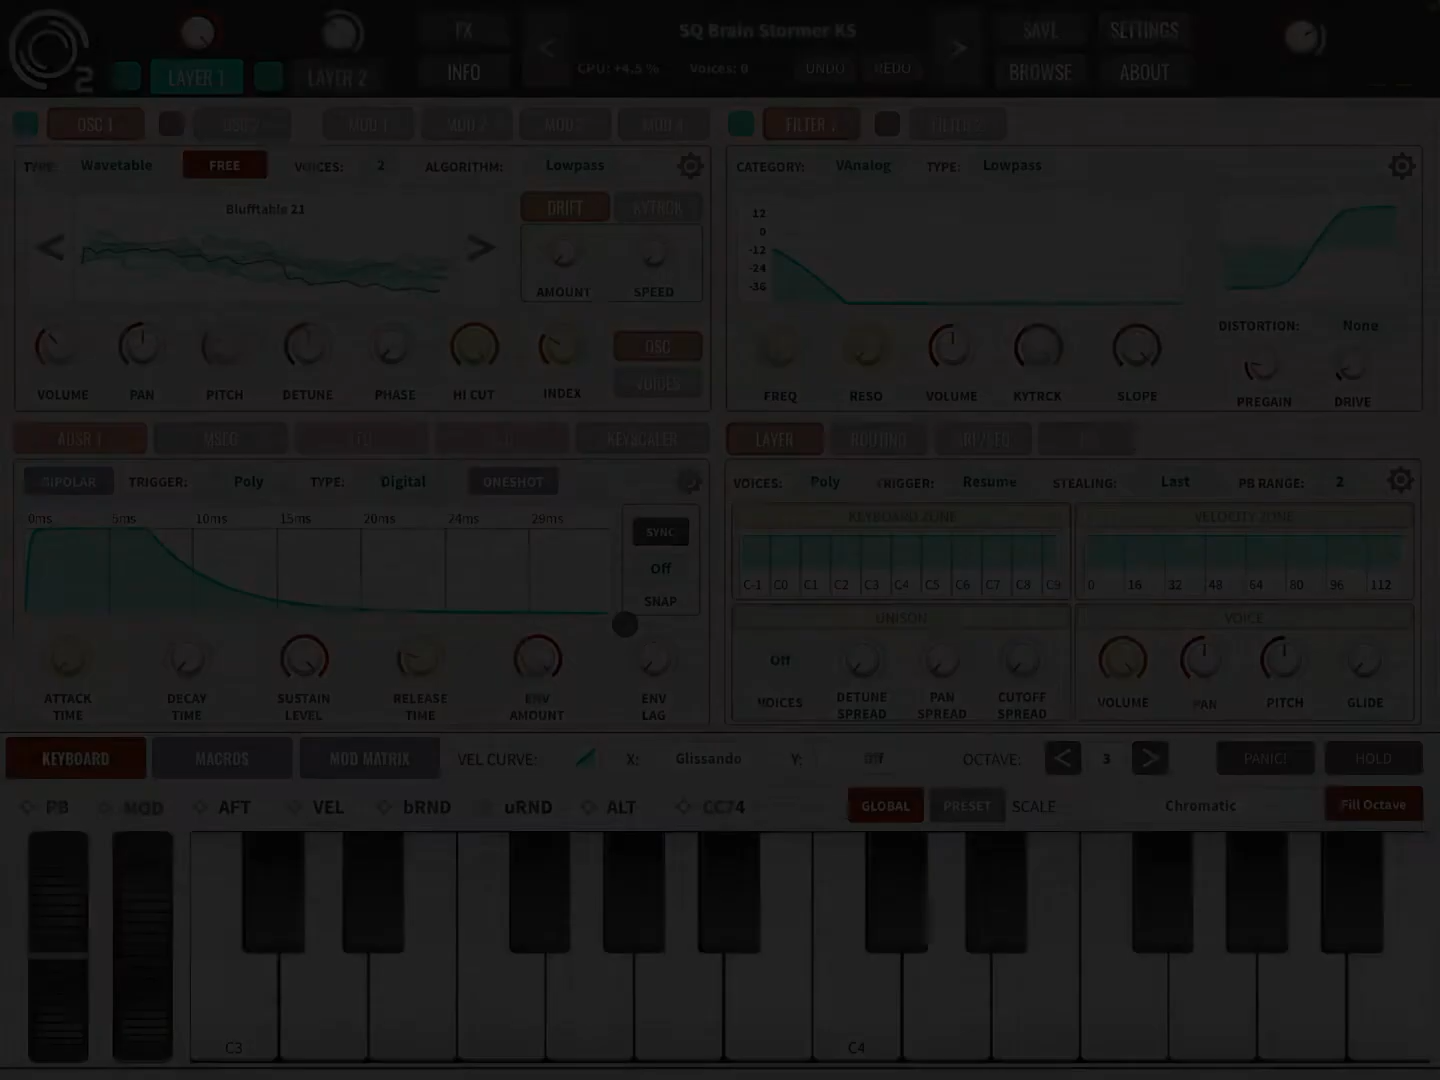 FX
SQ Brain Stormer KS
SAVE
SETTINGS
2
LAYER 1
LAYER 2
INFO
CPU: +4.5 %
Voices: 0
UNDO
REDO
BROWSE
ABOUT
OSC 1
MOD 1
MOD 2
TYPE:
Wavetable
FREE
VOICES:
2
ALGORITHM:
Lowpass
CATEGORY:
VAnalog
TYPE:
Lowpass
Blufftable 21
DRIFT
KYTRCK
AMOUNT
SPEED
12
0
-12
-24
-36
DISTORTION:
None
OSC
VOICES
VOLUME
PAN
PITCH
DETUNE
PHASE
HI CUT
INDEX
FREQ
RESO
VOLUME
KYTRCK
SLOPE
PREGAIN
DRIVE
MSEG
KEYSCALER
LAYER
ROUTING
BIPOLAR
TRIGGER:
Poly
TYPE:
Digital
ONESHOT
VOICES:
Poly
TRIGGER:
Resume
STEALING:
Last
PB RANGE:
2
0ms
5ms
10ms
15ms
20ms
24ms
29ms
SYNC
Off
SNAP
KEYBOARD ZONE
VELOCITY ZONE
C-1
C0
C1
C2
C3
C4
C5
C6
C7
C8
C9
0
16
32
48
64
80
96
112
UNISON
VOICE
Off
VOICES
DETUNE
SPREAD
PAN
SPREAD
CUTOFF
SPREAD
VOLUME
PAN
PITCH
GLIDE
ATTACK
TIME
DECAY
TIME
SUSTAIN
LEVEL
RELEASE
TIME
ENV
AMOUNT
ENV
LAG
KEYBOARD
MACROS
MOD MATRIX
VEL CURVE:
X:
Glissando
Y:
Off
OCTAVE:
3
PANIC!
HOLD
PB
MOD
AFT
VEL
bRND
uRND
ALT
CC74
GLOBAL
PRESET
SCALE
Chromatic
Fill Octave
C3
C4